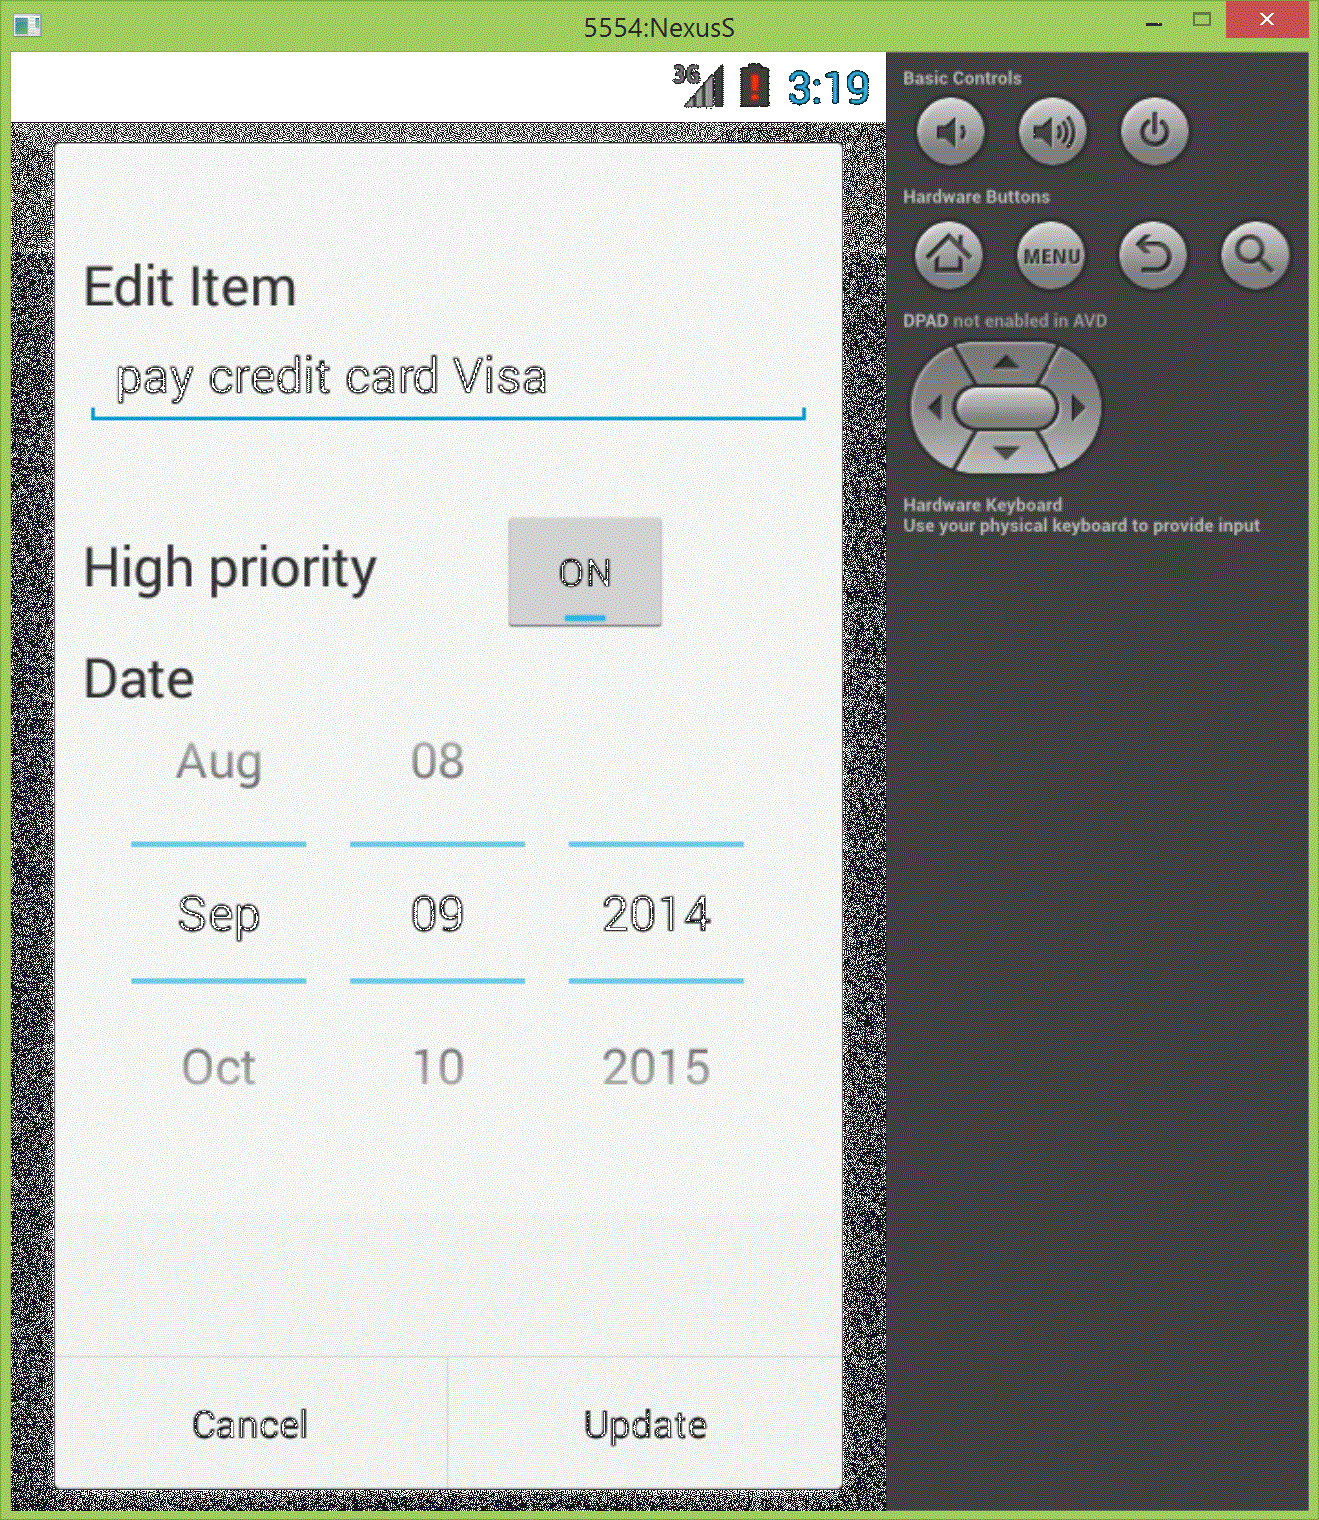 5554:NexusS
3G 3:19
Edit Item
pay credit card Visa
High priority ON
Date
Aug 08
Sep 09 2014
Oct 10 2015
Cancel Update
Basic Controls
Hardware Buttons
MENU
DPAD not enabled in AVD
Hardware Keyboard
Use your physical keyboard to provide input